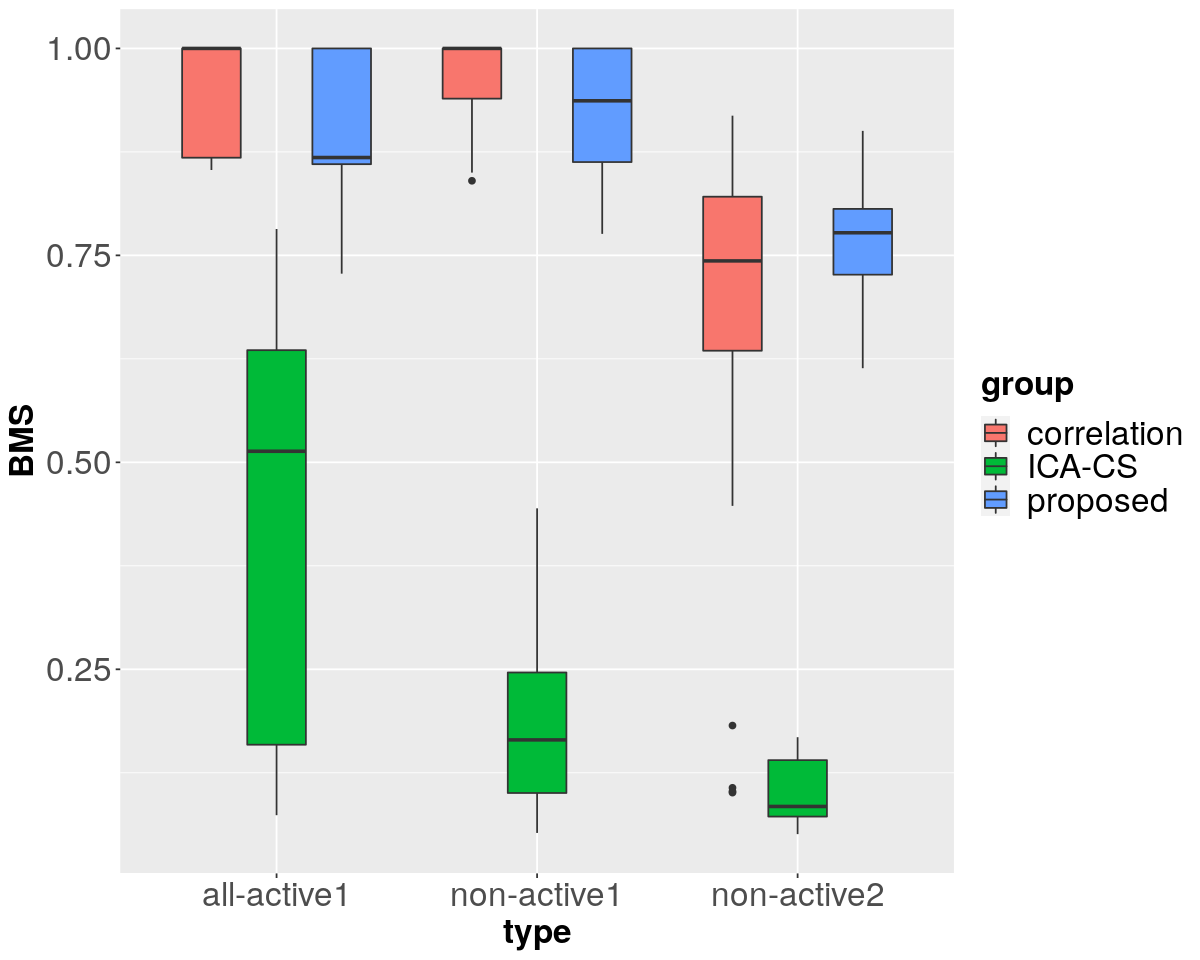 1.00
0.75
0.50
0.25
BMS
all-active1
non-active1
non-active2
type
group
correlation
ICA-CS
proposed